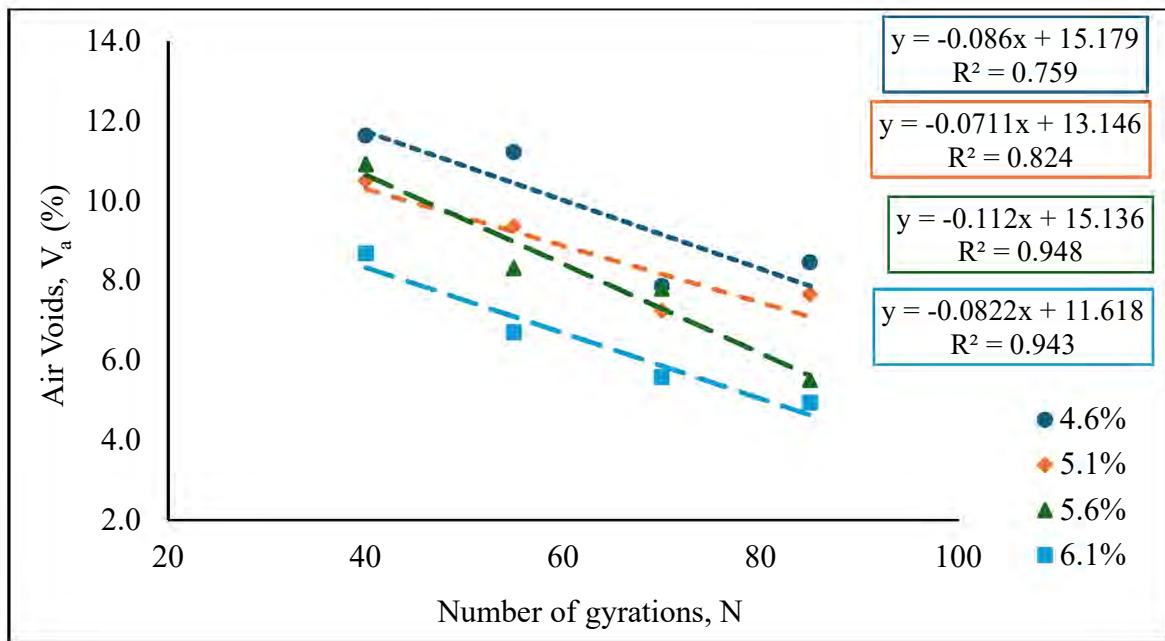 14.0
12.0
10.0
8.0
6.0
4.0
2.0
Air Voids, Vₐ (%)
20
40
60
80
100
Number of gyrations, N
y = -0.086x + 15.179
R² = 0.759
y = -0.0711x + 13.146
R² = 0.824
y = -0.112x + 15.136
R² = 0.948
y = -0.0822x + 11.618
R² = 0.943
4.6%
5.1%
5.6%
6.1%